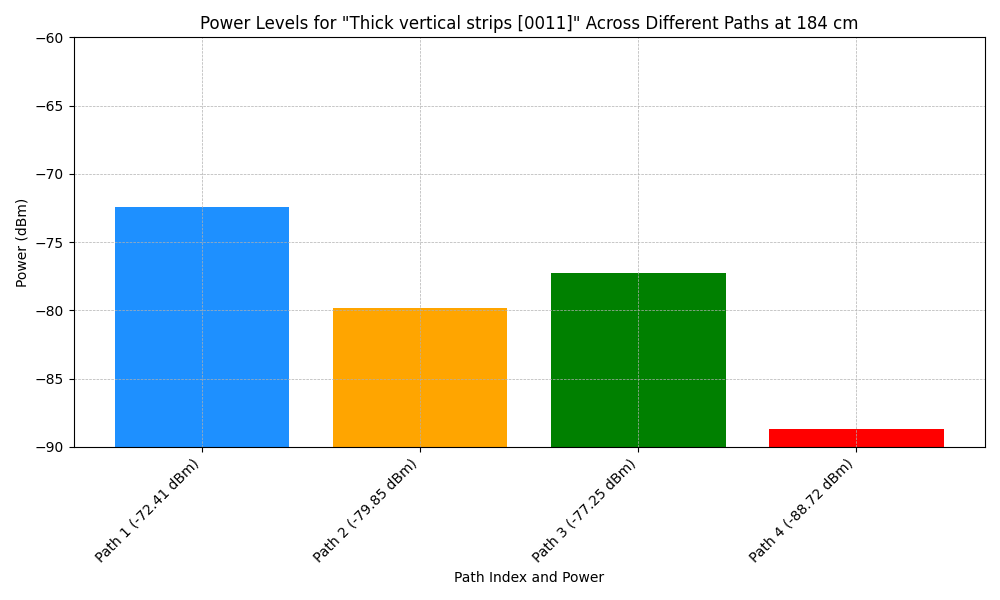 Power Levels for "Thick vertical strips [0011]" Across Different Paths at 184 cm
−60
−65
−70
−75
−80
−85
−90
Power (dBm)
Path 1 (-72.41 dBm)
Path 2 (-79.85 dBm)
Path 3 (-77.25 dBm)
Path 4 (-88.72 dBm)
Path Index and Power